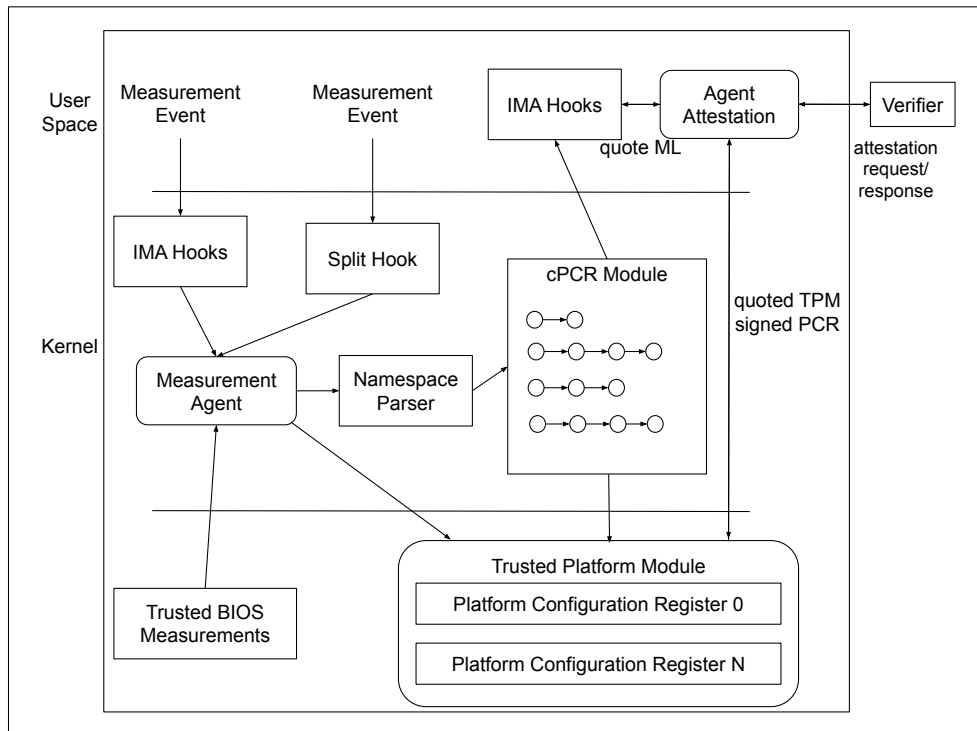 User
Space
Measurement
Event
Measurement
Event
IMA Hooks
Agent
Attestation
Verifier
quote ML
attestation
request/
response
IMA Hooks
Split Hook
cPCR Module
quoted TPM
signed PCR
Kernel
Measurement
Agent
Namespace
Parser
Trusted BIOS
Measurements
Trusted Platform Module
Platform Configuration Register 0
Platform Configuration Register N